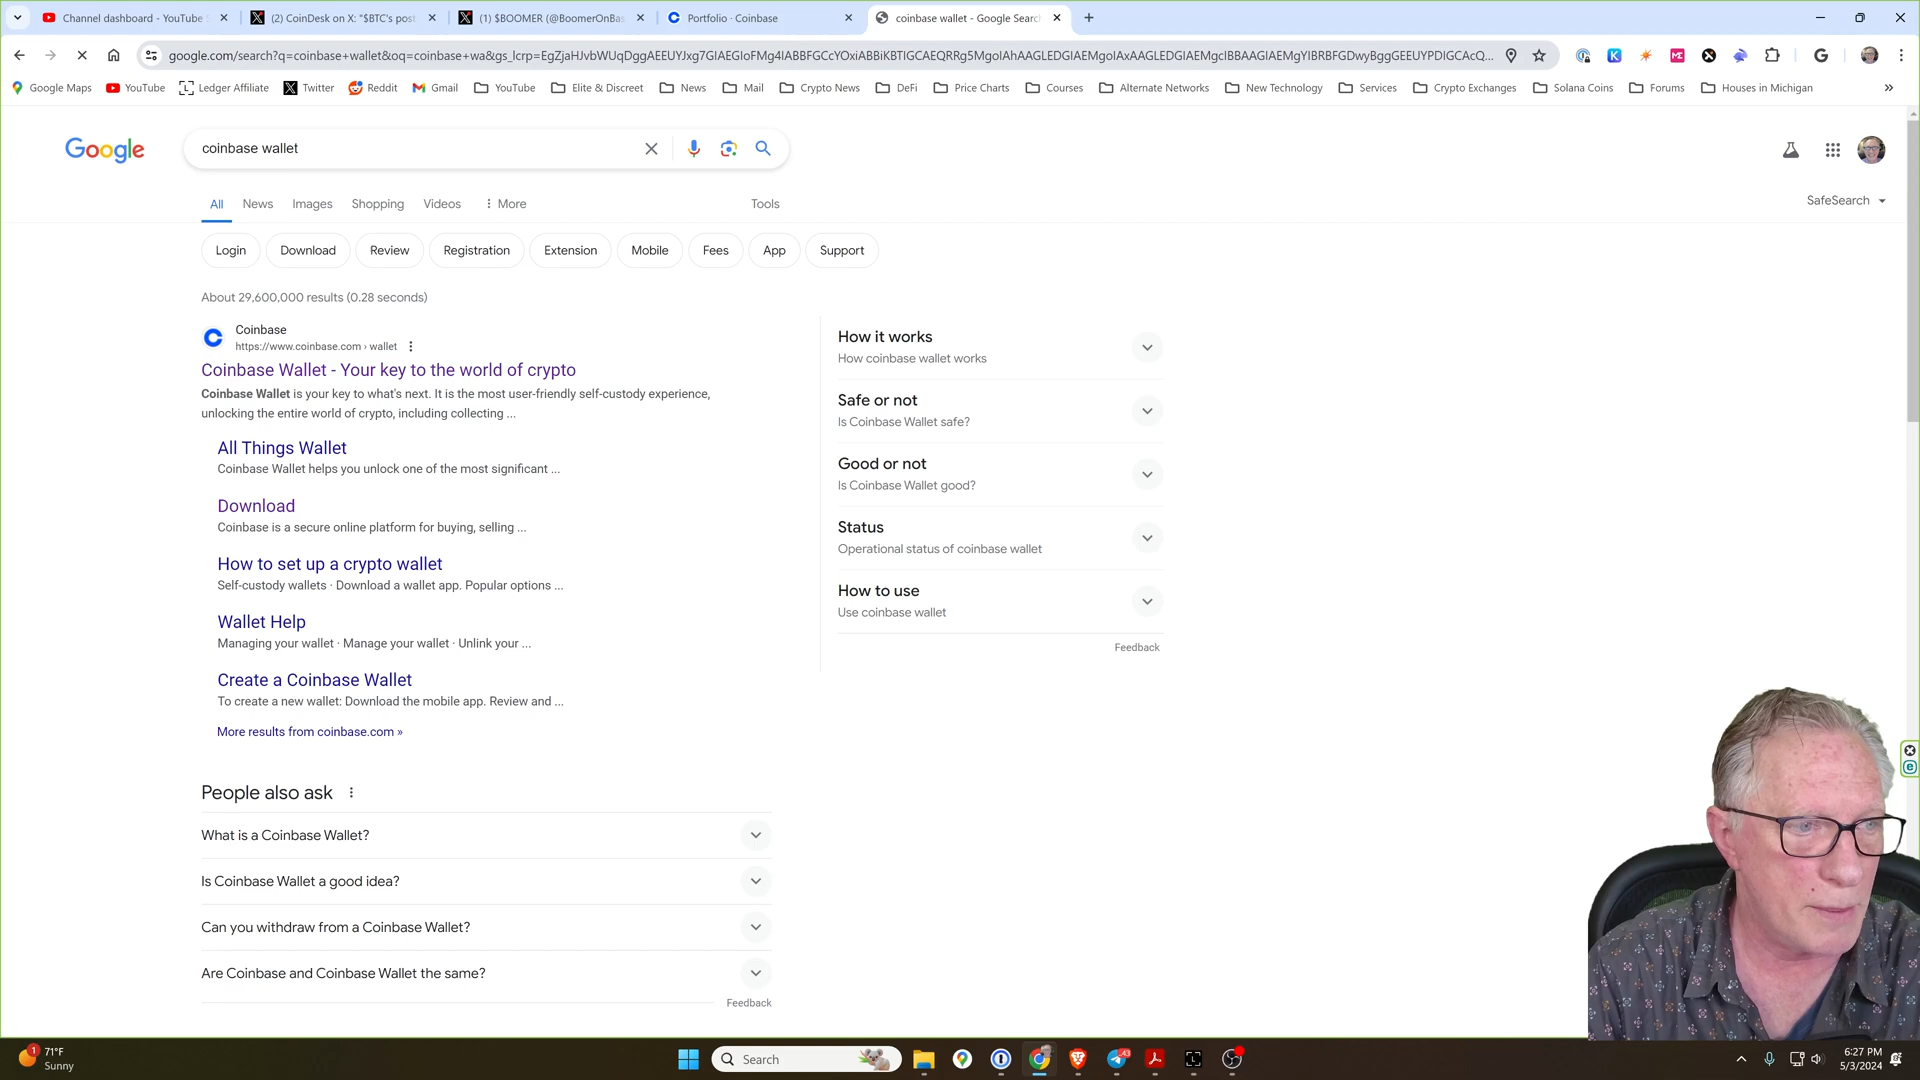 Channel dashboard - YouTube S
(2) CoinDesk on X: "$BTC's post
(1) $BOOMER (@BoomerOnBas
Portfolio · Coinbase
coinbase wallet - Google Search
google.com/search?q=coinbase+wallet&oq=coinbase+wa&gs_lcrp=EgZjaHJvbWUqDggAEEUYJxg7GIAEGIoFMg4IABBFGCcYOxiABBiKBTIGCAEQRRg5MgoIAhAAGLEDGIAEMgoIAxAAGLEDGIAEMgcIBBAAGIAEMgYIBRBFGDwyBggGEEUYPDIGCAcQ...
Google Maps
YouTube
Ledger Affiliate
Twitter
Reddit
Gmail
YouTube
Elite & Discreet
News
Mail
Crypto News
DeFi
Price Charts
Courses
Alternate Networks
New Technology
Services
Crypto Exchanges
Solana Coins
Forums
Houses in Michigan
Google
coinbase wallet
All
News
Images
Shopping
Videos
More
Tools
SafeSearch
Login
Download
Review
Registration
Extension
Mobile
Fees
App
Support
About 29,600,000 results (0.28 seconds)
Coinbase
https://www.coinbase.com › wallet
Coinbase Wallet - Your key to the world of crypto
Coinbase Wallet is your key to what's next. It is the most user-friendly self-custody experience,
unlocking the entire world of crypto, including collecting ...
All Things Wallet
Coinbase Wallet helps you unlock one of the most significant ...
Download
Coinbase is a secure online platform for buying, selling ...
How to set up a crypto wallet
Self-custody wallets · Download a wallet app. Popular options ...
Wallet Help
Managing your wallet · Manage your wallet · Unlink your ...
Create a Coinbase Wallet
To create a new wallet: Download the mobile app. Review and ...
More results from coinbase.com »
How it works
How coinbase wallet works
Safe or not
Is Coinbase Wallet safe?
Good or not
Is Coinbase Wallet good?
Status
Operational status of coinbase wallet
How to use
Use coinbase wallet
Feedback
People also ask
What is a Coinbase Wallet?
Is Coinbase Wallet a good idea?
Can you withdraw from a Coinbase Wallet?
Are Coinbase and Coinbase Wallet the same?
Feedback
1
71°F
Sunny
Search
43
6:27 PM
5/3/2024